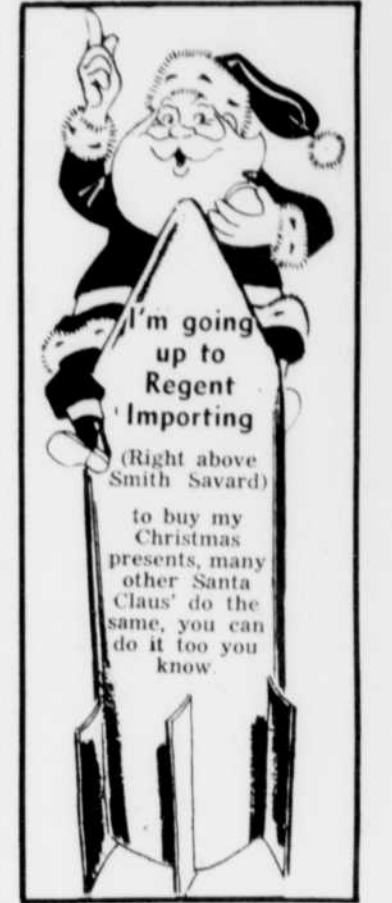 I'm going
up to
Regent
Importing
(Right above
Smith Savard)
to buy my
Christmas
presents, many
other Santa
Claus' do the
same, you can
do it too you
know.